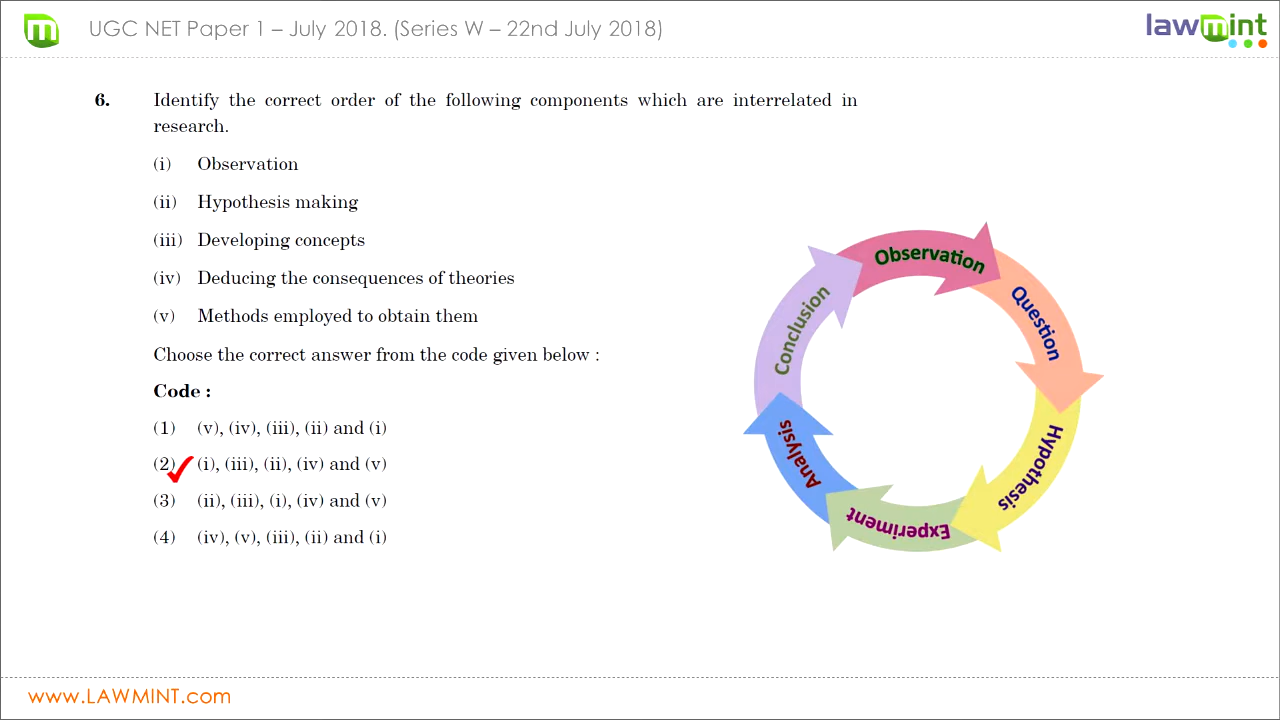 m
UGC NET Paper 1 – July 2018. (Series W – 22nd July 2018)
lawmint
6. Identify the correct order of the following components which are interrelated in
research.
(i) Observation
(ii) Hypothesis making
(iii) Developing concepts
(iv) Deducing the consequences of theories
(v) Methods employed to obtain them
Choose the correct answer from the code given below :
Code :
(1) (v), (iv), (iii), (ii) and (i)
(2) (i), (iii), (ii), (iv) and (v)
(3) (ii), (iii), (i), (iv) and (v)
(4) (iv), (v), (iii), (ii) and (i)
Observation
Question
Hypothesis
Experiment
Analysis
Conclusion
www.LAWMINT.com